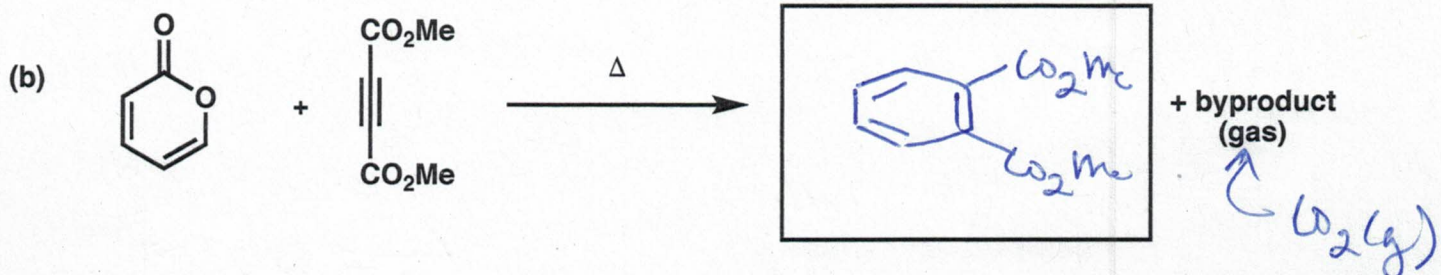 (b)
O
O
+
CO₂Me
CO₂Me
Δ
CO₂Me
CO₂Me
+ byproduct
(gas)
CO₂(g)